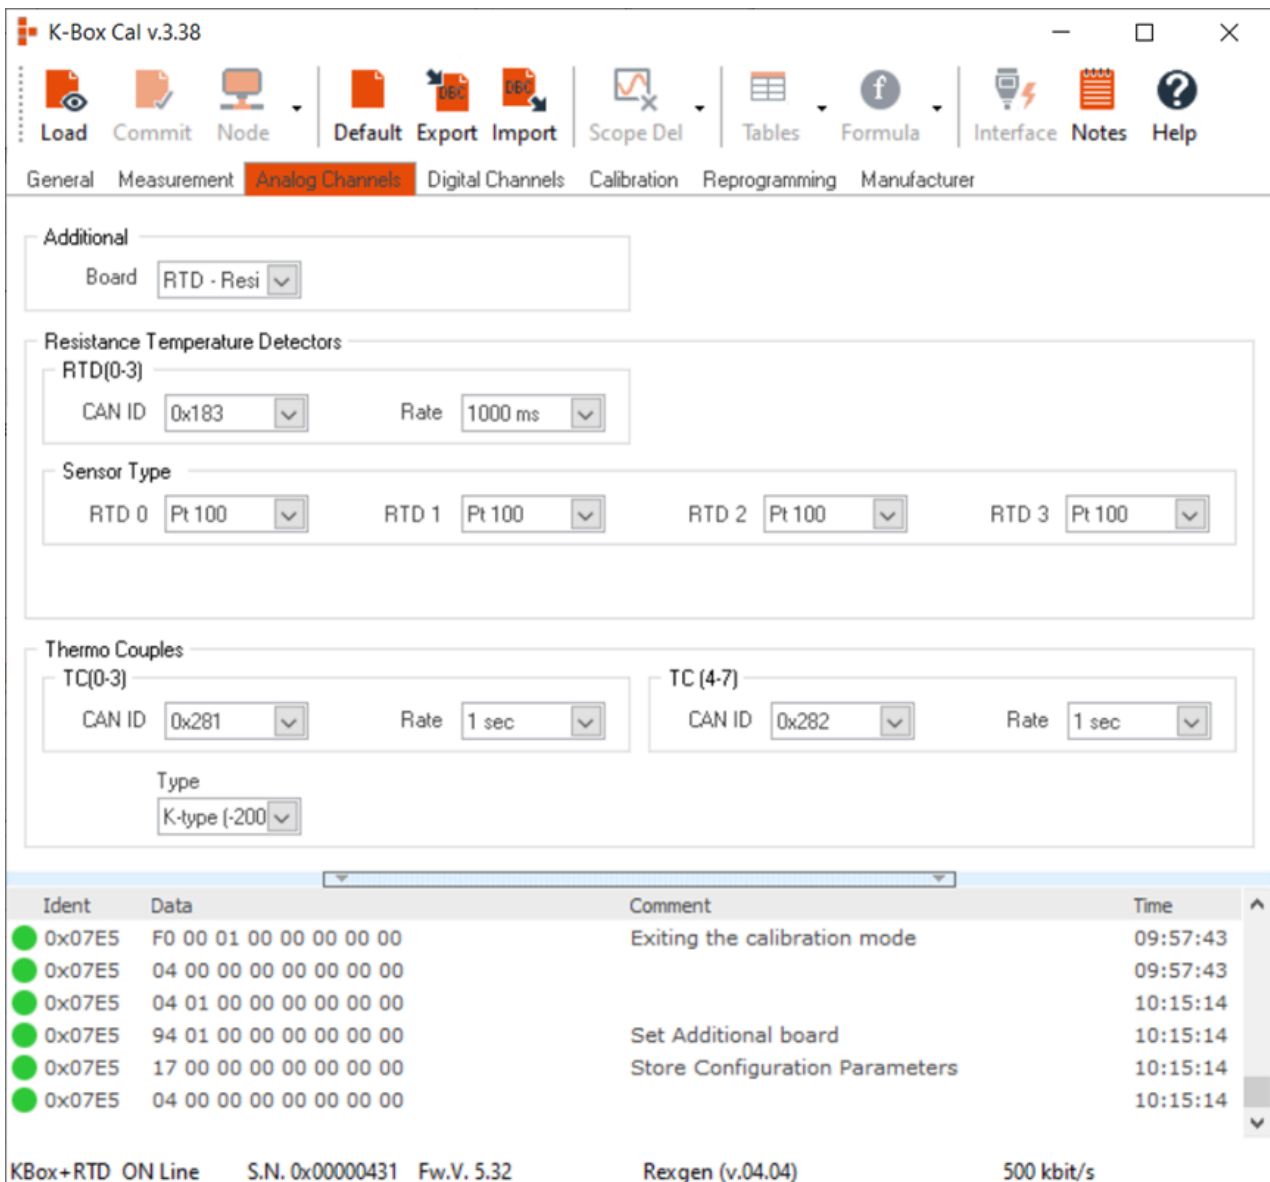 K-Box Cal v.3.38
DBC DBC
Load Commit Node Default Export Import Scope Del Tables Formula Interface Notes Help
General Measurement Analog Channels Digital Channels Calibration Reprogramming Manufacturer
Additional
Board RTD - Resi
Resistance Temperature Detectors
RTD(0-3)
CAN ID 0x183 Rate 1000 ms
Sensor Type
RTD 0 Pt 100 RTD 1 Pt 100 RTD 2 Pt 100 RTD 3 Pt 100
Thermo Couples
TC(0-3) TC (4-7)
CAN ID 0x281 Rate 1 sec CAN ID 0x282 Rate 1 sec
Type
K-type (-200
Ident Data Comment Time
0x07E5 F0 00 01 00 00 00 00 00 Exiting the calibration mode 09:57:43
0x07E5 04 00 00 00 00 00 00 00 09:57:43
0x07E5 04 01 00 00 00 00 00 00 10:15:14
0x07E5 94 01 00 00 00 00 00 00 Set Additional board 10:15:14
0x07E5 17 00 00 00 00 00 00 00 Store Configuration Parameters 10:15:14
0x07E5 04 00 00 00 00 00 00 00 10:15:14
KBox+RTD ON Line S.N. 0x00000431 Fw.V. 5.32 Rexgen (v.04.04) 500 kbit/s